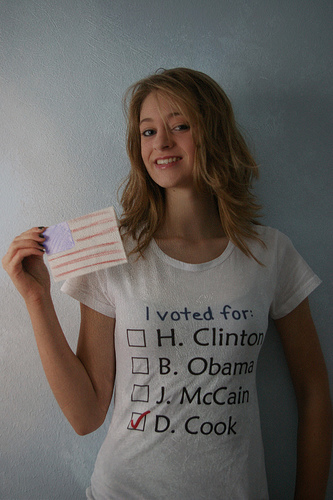 I voted for:
H. Clinton
B. Obama
J. McCain
D. Cook